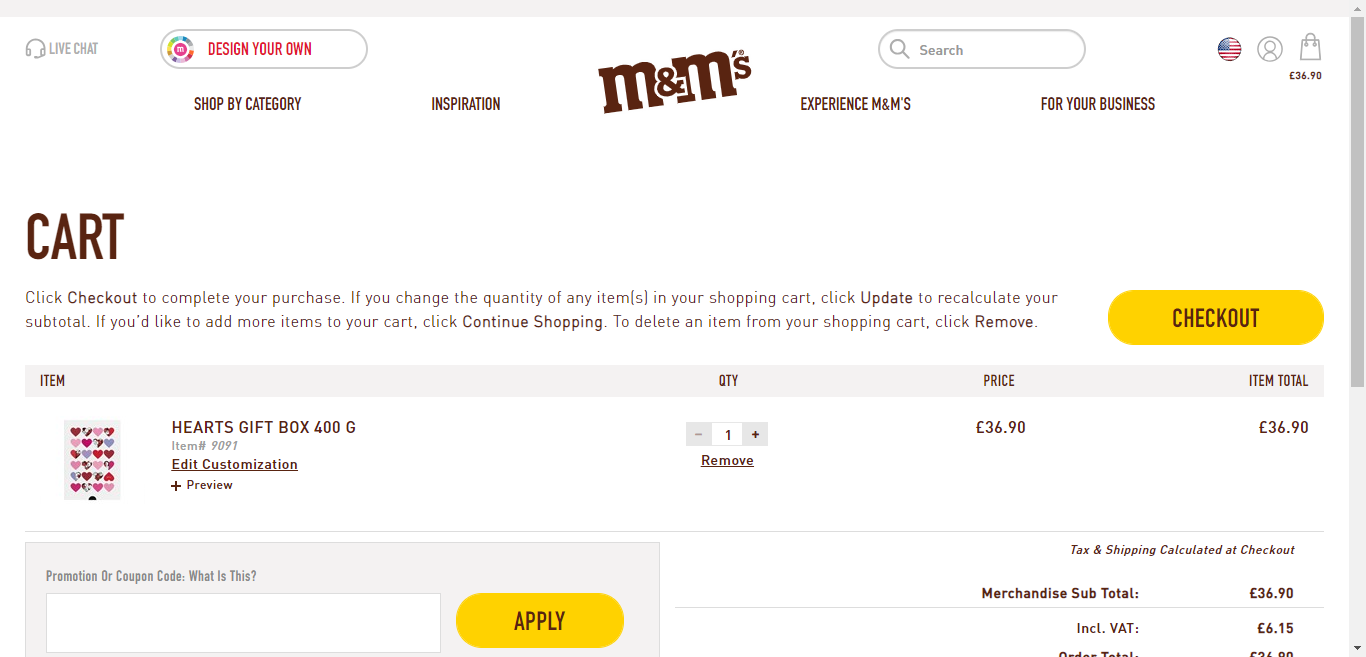 LIVE CHAT
DESIGN YOUR OWN
m
m&m's®
Search
£36.90
SHOP BY CATEGORY
INSPIRATION
EXPERIENCE M&M'S
FOR YOUR BUSINESS
CART
Click Checkout to complete your purchase. If you change the quantity of any item(s) in your shopping cart, click Update to recalculate your
subtotal. If you’d like to add more items to your cart, click Continue Shopping. To delete an item from your shopping cart, click Remove.
CHECKOUT
ITEM QTY PRICE ITEM TOTAL
HEARTS GIFT BOX 400 G
Item# 9091
Edit Customization
+ Preview
− 1 +
Remove
£36.90
£36.90
Tax & Shipping Calculated at Checkout
Promotion Or Coupon Code: What Is This?
APPLY
Merchandise Sub Total: £36.90
Incl. VAT: £6.15
Order Total: £36.90